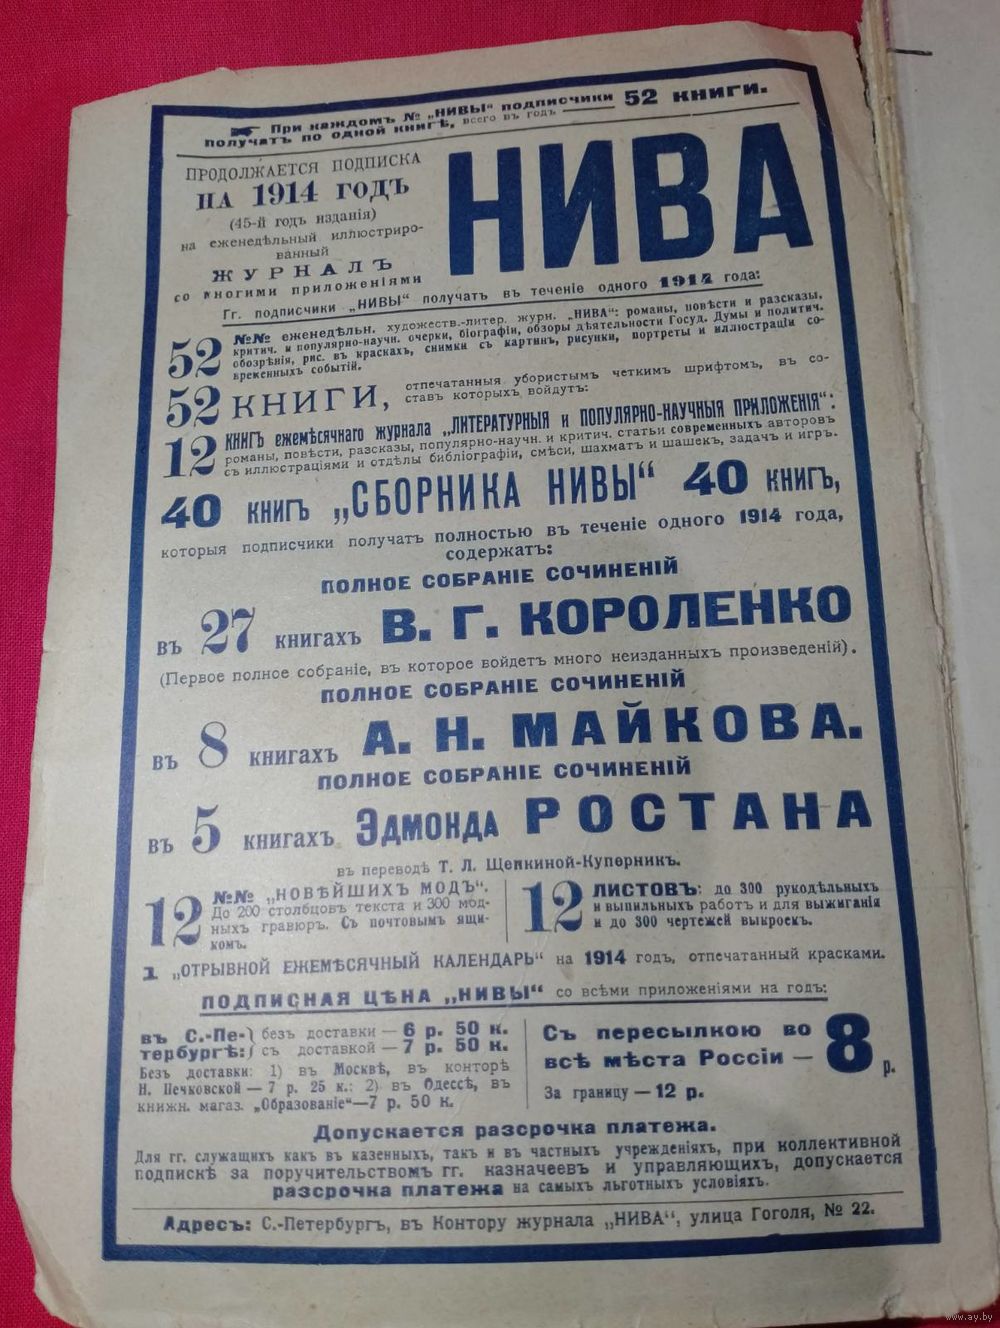 При каждомъ № „НИВЫ“ подписчики
получатъ по одной книгѣ, всего въ годъ — 52 книги.
ПРОДОЛЖАЕТСЯ ПОДПИСКА
НА 1914 ГОДЪ
(45-й годъ изданія)
на еженедѣльный иллюстриро-
ванный
ЖУРНАЛЪ
со многими приложеніями
НИВА
Гг. подписчики „НИВЫ“ получатъ въ теченіе одного 1914 года:
52 №№ еженедѣльн. художеств.-литер. журн. „НИВА“: романы, повѣсти и разсказы,
критич. и популярно-научн. очерки, біографіи, обзоры дѣятельности Госуд. Думы и политич.
обозрѣнія, рис. въ краскахъ, снимки съ картинъ, рисунки, портреты и иллюстраціи со-
временныхъ событій.
52 КНИГИ, отпечатанныя убористымъ четкимъ шрифтомъ, въ со-
ставъ которыхъ войдутъ:
12 КНИГЪ ежемѣсячнаго журнала „ЛИТЕРАТУРНЫЯ и ПОПУЛЯРНО-НАУЧНЫЯ ПРИЛОЖЕНІЯ“:
романы, повѣсти, разсказы, популярно-научн. и критич. статьи современныхъ авторовъ
съ иллюстраціями и отдѣлы библіографіи, смѣси, шахматъ и шашекъ, задачъ и игръ.
40 КНИГЪ „СБОРНИКА НИВЫ“ 40 КНИГЪ,
которыя подписчики получатъ полностью въ теченіе одного 1914 года,
содержатъ:
ПОЛНОЕ СОБРАНІЕ СОЧИНЕНІЙ
въ 27 книгахъ В. Г. КОРОЛЕНКО
(Первое полное собраніе, въ которое войдетъ много неизданныхъ произведеній).
ПОЛНОЕ СОБРАНІЕ СОЧИНЕНІЙ
въ 8 книгахъ А. Н. МАЙКОВА.
ПОЛНОЕ СОБРАНІЕ СОЧИНЕНІЙ
въ 5 книгахъ ЭДМОНДА РОСТАНА
въ переводѣ Т. Л. Щепкиной-Куперникъ.
12 №№ „НОВѢЙШИХЪ МОДЪ“.
До 200 столбцовъ текста и 300 мод-
ныхъ гравюръ. Съ почтовымъ ящи-
комъ.
12 ЛИСТОВЪ: до 300 рукодѣльныхъ
и выпильныхъ работъ и для выжиганія
и до 300 чертежей выкроекъ.
1 „ОТРЫВНОЙ ЕЖЕМѢСЯЧНЫЙ КАЛЕНДАРЬ“ на 1914 годъ, отпечатанный красками.
ПОДПИСНАЯ ЦѢНА „НИВЫ“ со всѣми приложеніями на годъ:
въ С.-Пе- безъ доставки — 6 р. 50 к.
тербургѣ: съ доставкой — 7 р. 50 к.
Безъ доставки: 1) въ Москвѣ, въ конторѣ
Н. Печковской — 7 р. 25 к.; 2) въ Одессѣ, въ
книжн. магаз. „Образованіе“—7 р. 50 к.
Съ пересылкою во
всѣ мѣста Россіи — 8 р.
За границу — 12 р.
Допускается разсрочка платежа.
Для гг. служащихъ какъ въ казенныхъ, такъ и въ частныхъ учрежденіяхъ, при коллективной
подпискѣ за поручительствомъ гг. казначеевъ и управляющихъ, допускается
разсрочка платежа на самыхъ льготныхъ условіяхъ.
Адресъ: С.-Петербургъ, въ Контору журнала „НИВА“, улица Гоголя, № 22.
www.ay.by